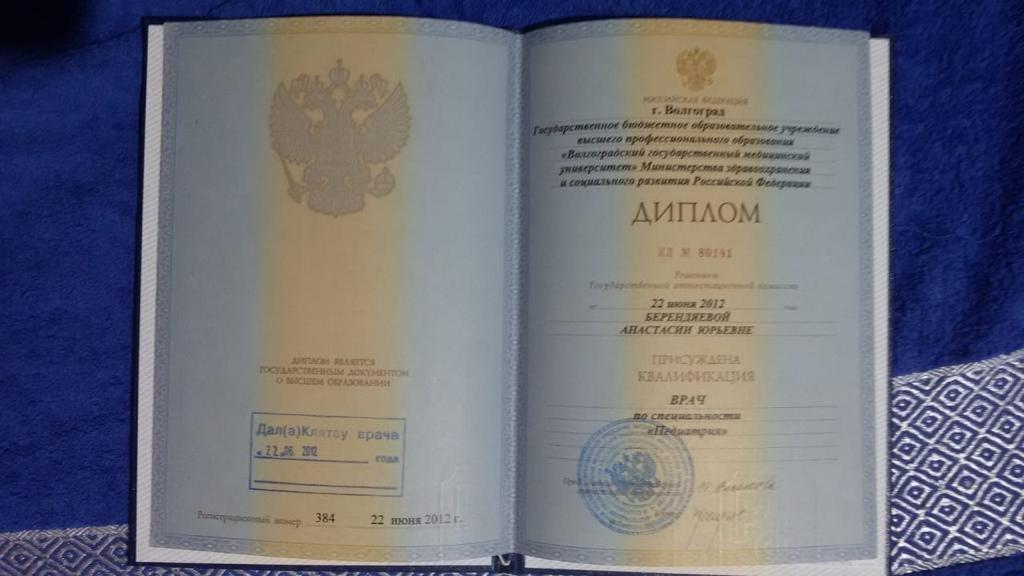 ДИПЛОМ ЯВЛЯЕТСЯ
ГОСУДАРСТВЕННЫМ ДОКУМЕНТОМ
О ВЫСШЕМ ОБРАЗОВАНИИ
Дал(а)Клятву врача
«22» 06. 2012 года
Регистрационный номер 384 22 июня 2012 г.
РОССИЙСКАЯ ФЕДЕРАЦИЯ
г. Волгоград
Государственное бюджетное образовательное учреждение
высшего профессионального образования
«Волгоградский государственный медицинский
университет» Министерства здравоохранения
и социального развития Российской Федерации
ДИПЛОМ
КЛ № 80141
Решением
Государственной аттестационной комиссии
от 22 июня 2012 года
БЕРЕНДЯЕВОЙ
АНАСТАСИИ ЮРЬЕВНЕ
ПРИСУЖДЕНА
КВАЛИФИКАЦИЯ
ВРАЧ
по специальности
«Педиатрия»